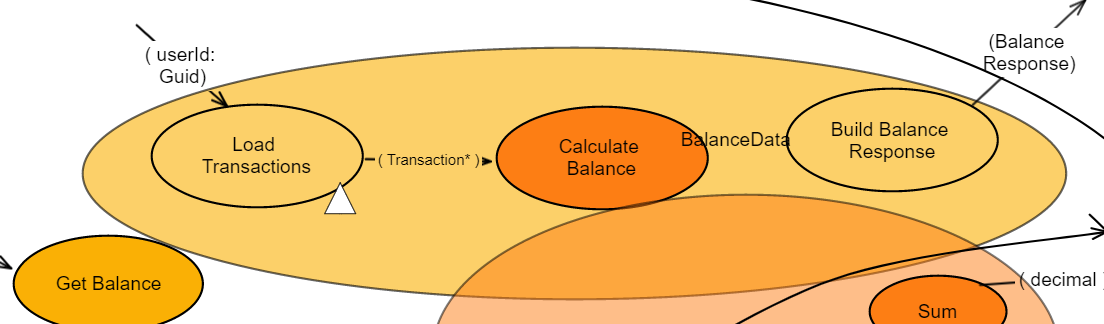 ( userId:
Guid)
(Balance
Response)
Load
Transactions
( Transaction* )
Calculate
Balance
BalanceData
Build Balance
Response
Get Balance
( decimal )
Sum